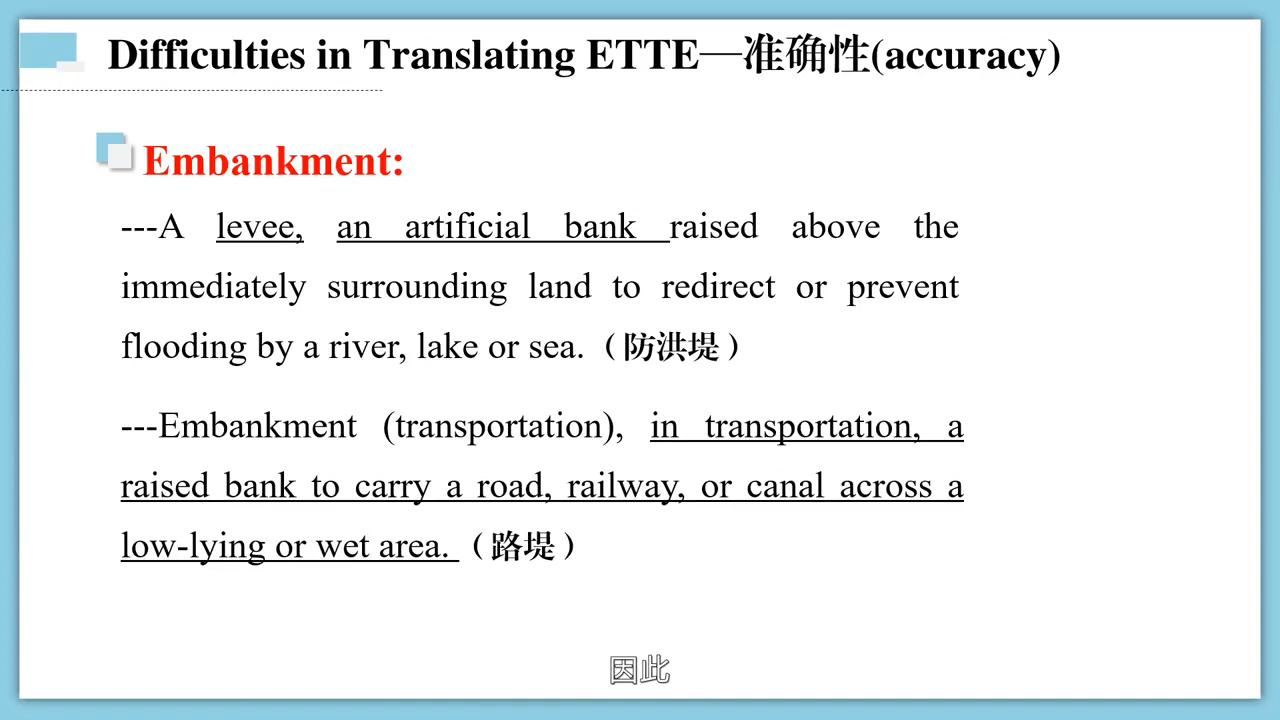 Difficulties in Translating ETTE—准确性(accuracy)
Embankment:
---A levee, an artificial bank raised above the
immediately surrounding land to redirect or prevent
flooding by a river, lake or sea.（防洪堤）
---Embankment (transportation), in transportation, a
raised bank to carry a road, railway, or canal across a
low-lying or wet area. （路堤）
因此